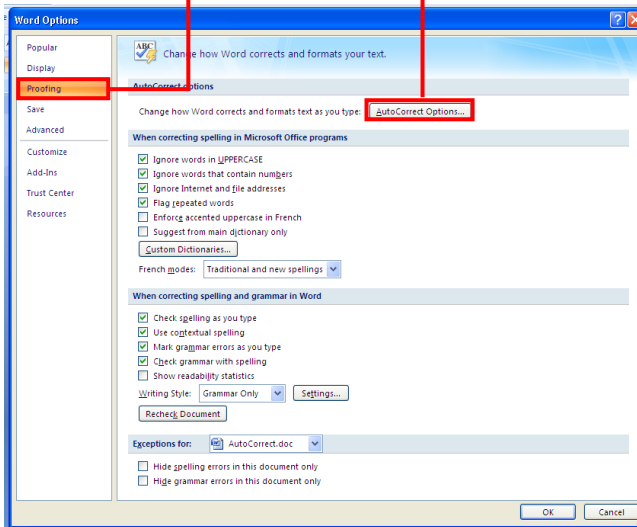 Word Options
Popular
Display
Proofing
Save
Advanced
Customize
Add-Ins
Trust Center
Resources
ABC
Change how Word corrects and formats your text.
AutoCorrect options
Change how Word corrects and formats text as you type: AutoCorrect Options...
When correcting spelling in Microsoft Office programs
Ignore words in UPPERCASE
Ignore words that contain numbers
Ignore Internet and file addresses
Flag repeated words
Enforce accented uppercase in French
Suggest from main dictionary only
Custom Dictionaries...
French modes: Traditional and new spellings
When correcting spelling and grammar in Word
Check spelling as you type
Use contextual spelling
Mark grammar errors as you type
Check grammar with spelling
Show readability statistics
Writing Style: Grammar Only Settings...
Recheck Document
Exceptions for: AutoCorrect.doc
Hide spelling errors in this document only
Hide grammar errors in this document only
OK Cancel